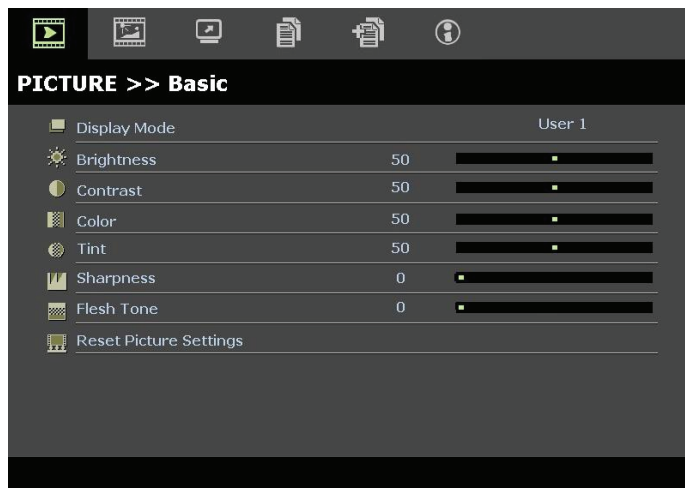 PICTURE >> Basic
Display Mode User 1
Brightness 50
Contrast 50
Color 50
Tint 50
Sharpness 0
Flesh Tone 0
Reset Picture Settings